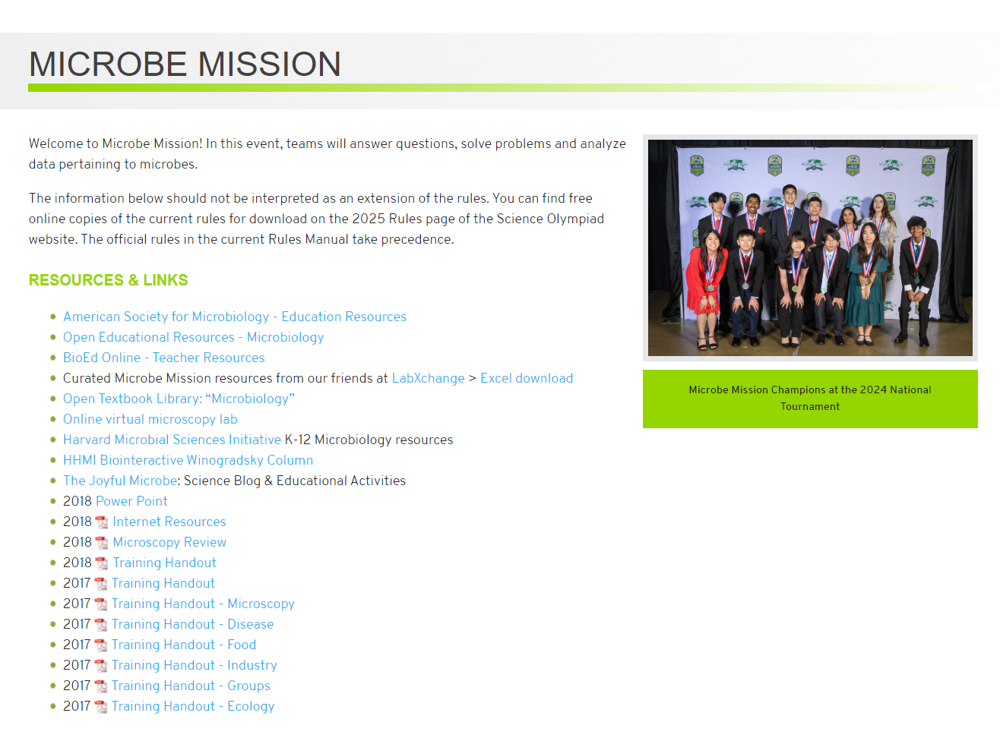 MICROBE MISSION
Welcome to Microbe Mission! In this event, teams will answer questions, solve problems and analyze
data pertaining to microbes.
The information below should not be interpreted as an extension of the rules. You can find free
online copies of the current rules for download on the 2025 Rules page of the Science Olympiad
website. The official rules in the current Rules Manual take precedence.
RESOURCES & LINKS
American Society for Microbiology - Education Resources
Open Educational Resources - Microbiology
BioEd Online - Teacher Resources
Curated Microbe Mission resources from our friends at LabXchange > Excel download
Open Textbook Library: “Microbiology”
Online virtual microscopy lab
Harvard Microbial Sciences Initiative K-12 Microbiology resources
HHMI Biointeractive Winogradsky Column
The Joyful Microbe: Science Blog & Educational Activities
2018 Power Point
2018 Internet Resources
2018 Microscopy Review
2018 Training Handout
2017 Training Handout
2017 Training Handout - Microscopy
2017 Training Handout - Disease
2017 Training Handout - Food
2017 Training Handout - Industry
2017 Training Handout - Groups
2017 Training Handout - Ecology
Microbe Mission Champions at the 2024 National
Tournament